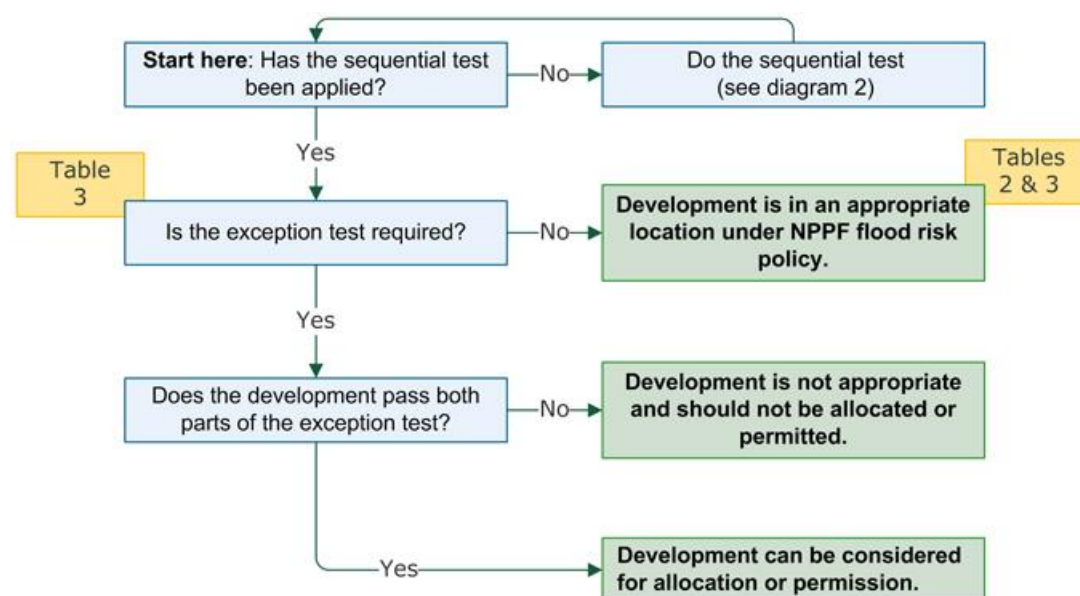 Start here: Has the sequential test
been applied?
No
Do the sequential test
(see diagram 2)
Yes
Table
3
Tables
2 & 3
Is the exception test required?
No
Development is in an appropriate
location under NPPF flood risk
policy.
Yes
Does the development pass both
parts of the exception test?
No
Development is not appropriate
and should not be allocated or
permitted.
Yes
Development can be considered
for allocation or permission.